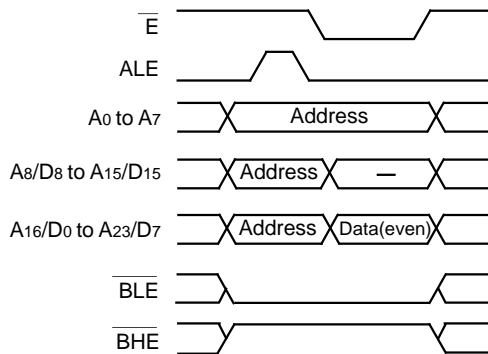 E
ALE
A0 to A7 Address
A8/D8 to A15/D15 Address –
A16/D0 to A23/D7 Address Data(even)
BLE
BHE